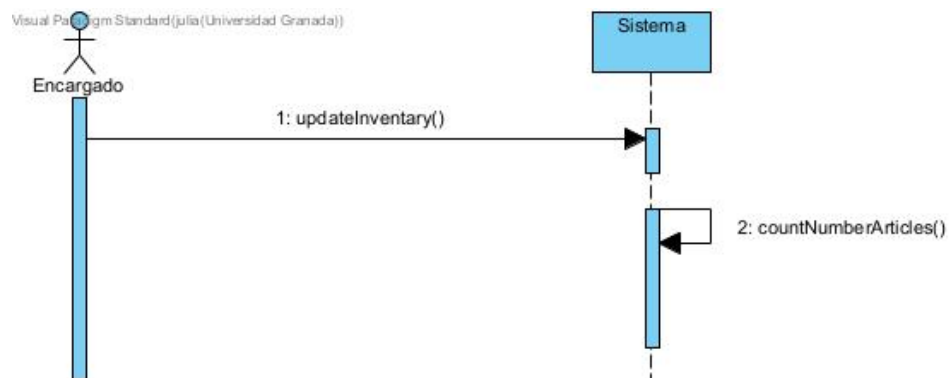 Visual Paradigm Standard(julia(Universidad Granada))
Sistema
Encargado
1: updateInventary()
2: countNumberArticles()